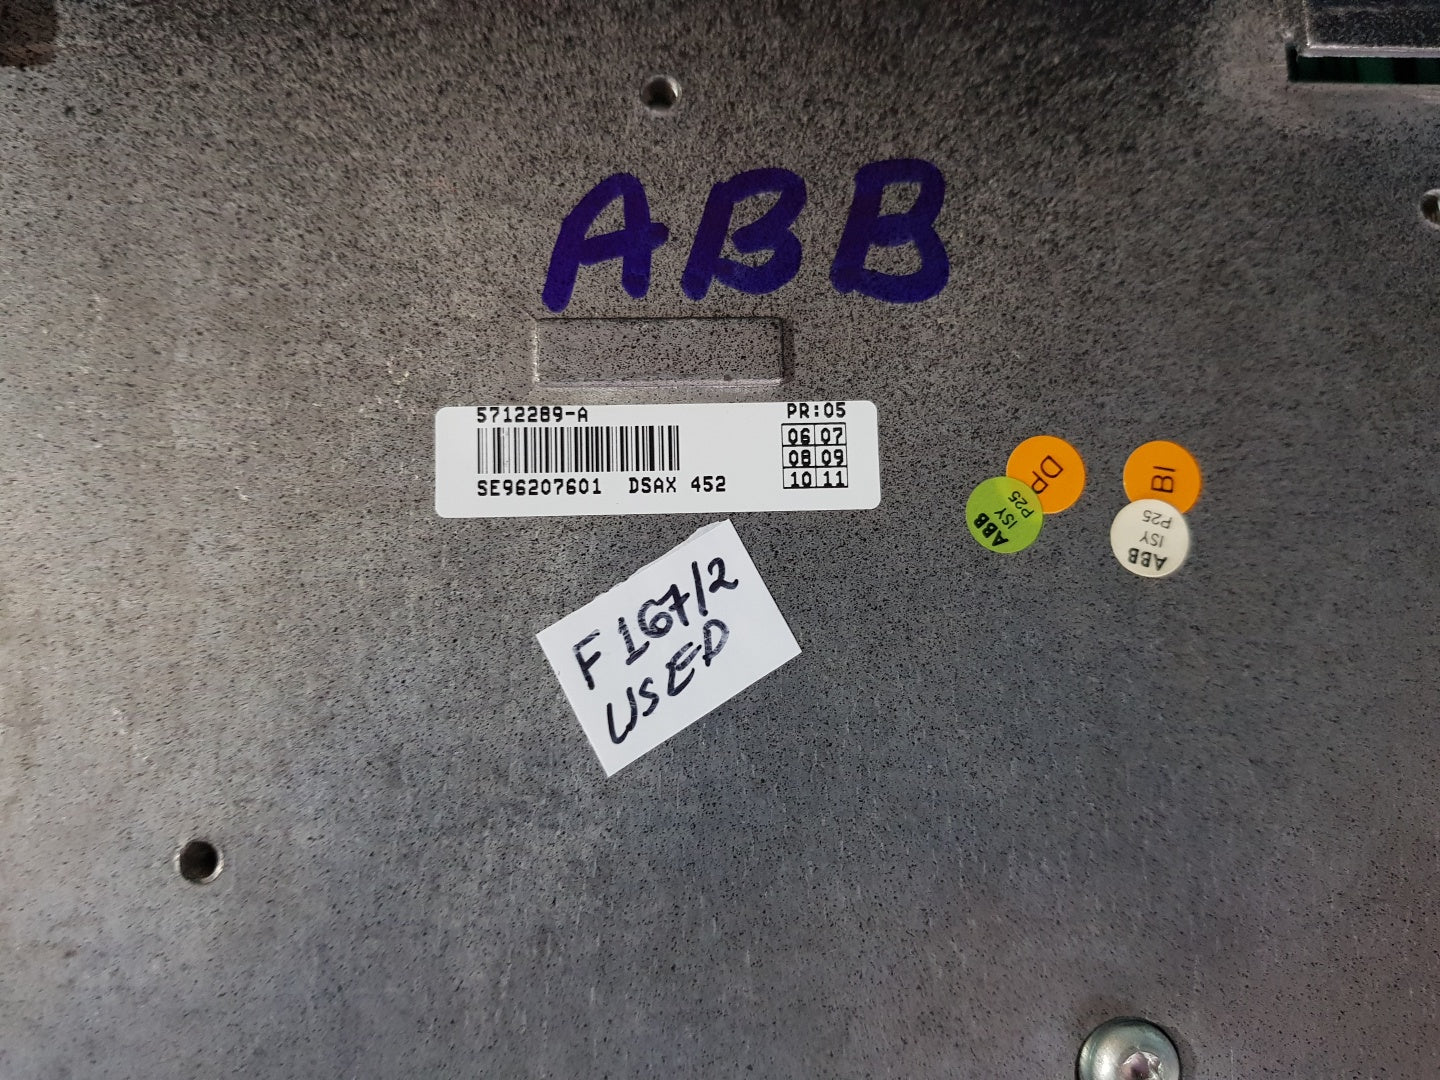 ABB
5712289-A
PR:05
06 07
08 09
10 11
SE96207601 DSAX 452
DP
ABB
ISY
P25
BI
ABB
ISY
P25
F167/2
USED